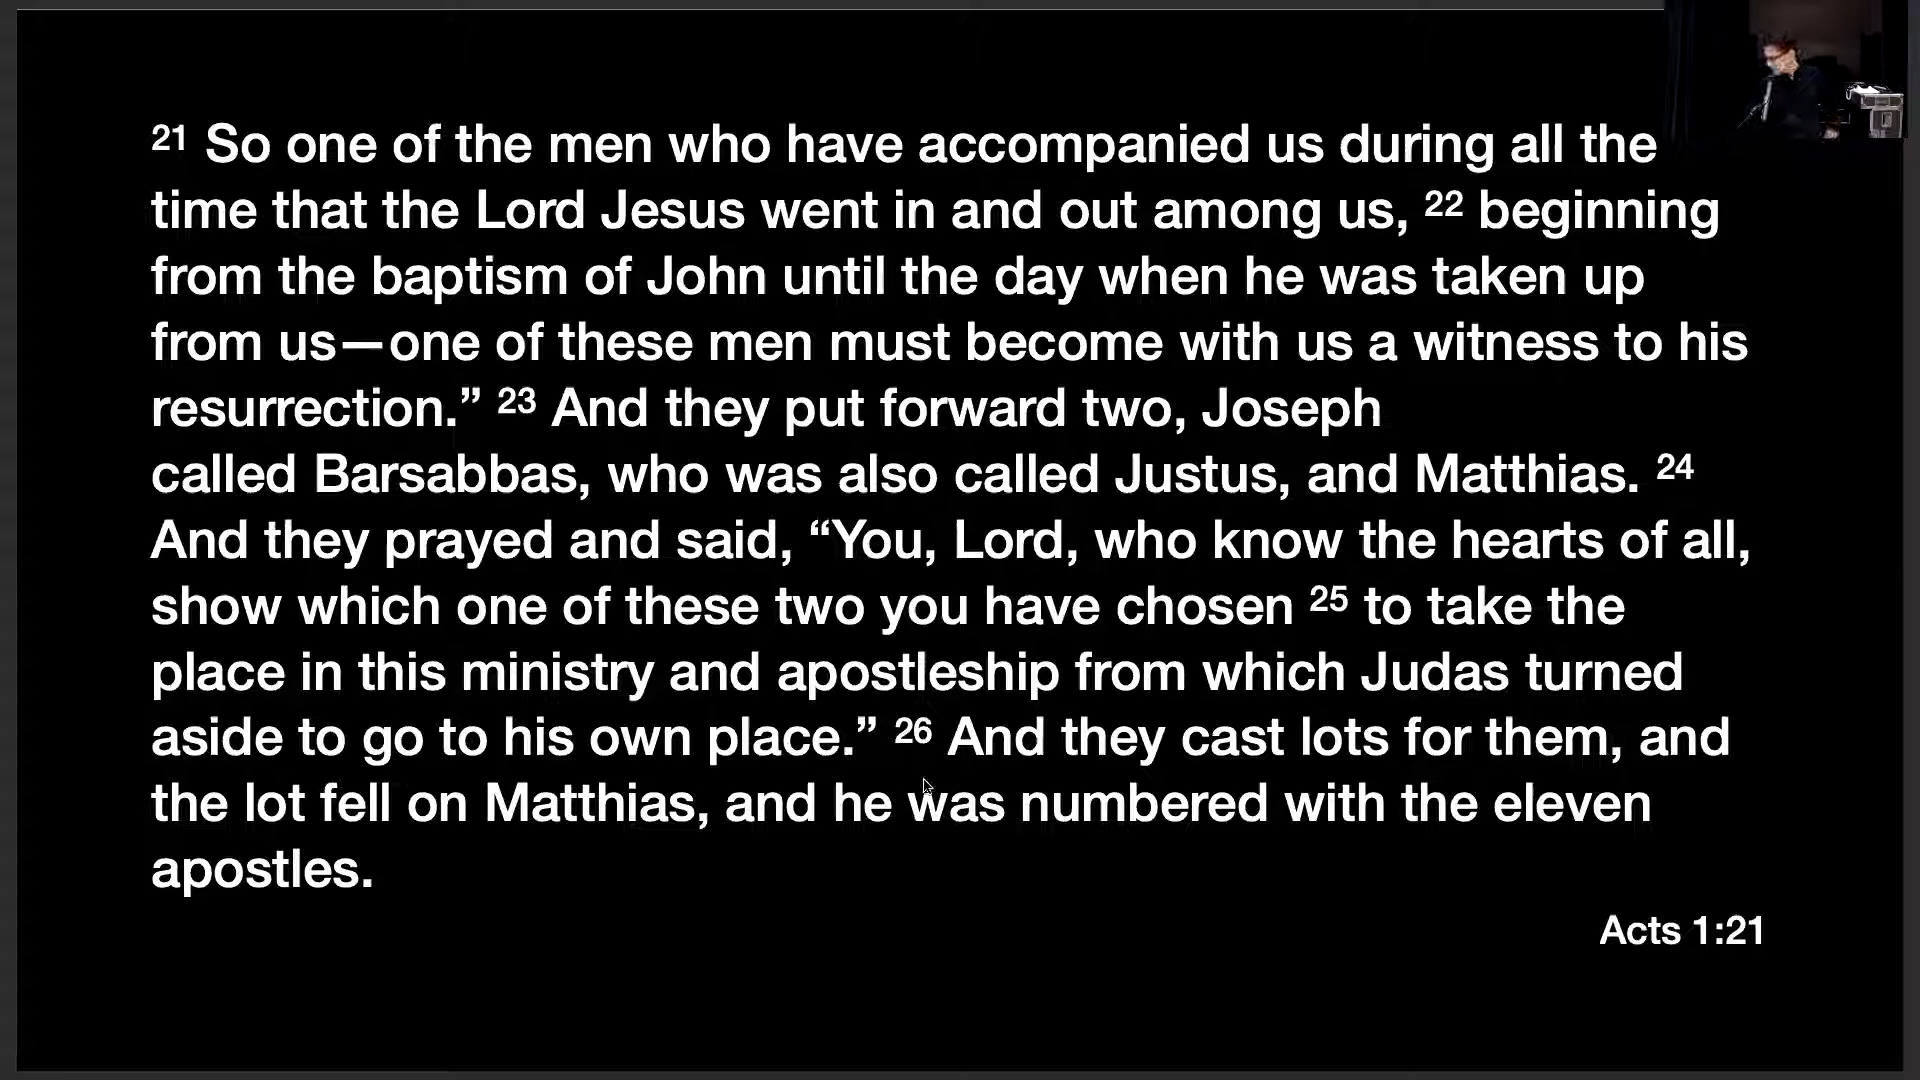 21 So one of the men who have accompanied us during all the
time that the Lord Jesus went in and out among us, 22 beginning
from the baptism of John until the day when he was taken up
from us—one of these men must become with us a witness to his
resurrection.” 23 And they put forward two, Joseph
called Barsabbas, who was also called Justus, and Matthias. 24
And they prayed and said, “You, Lord, who know the hearts of all,
show which one of these two you have chosen 25 to take the
place in this ministry and apostleship from which Judas turned
aside to go to his own place.” 26 And they cast lots for them, and
the lot fell on Matthias, and he was numbered with the eleven
apostles.
Acts 1:21